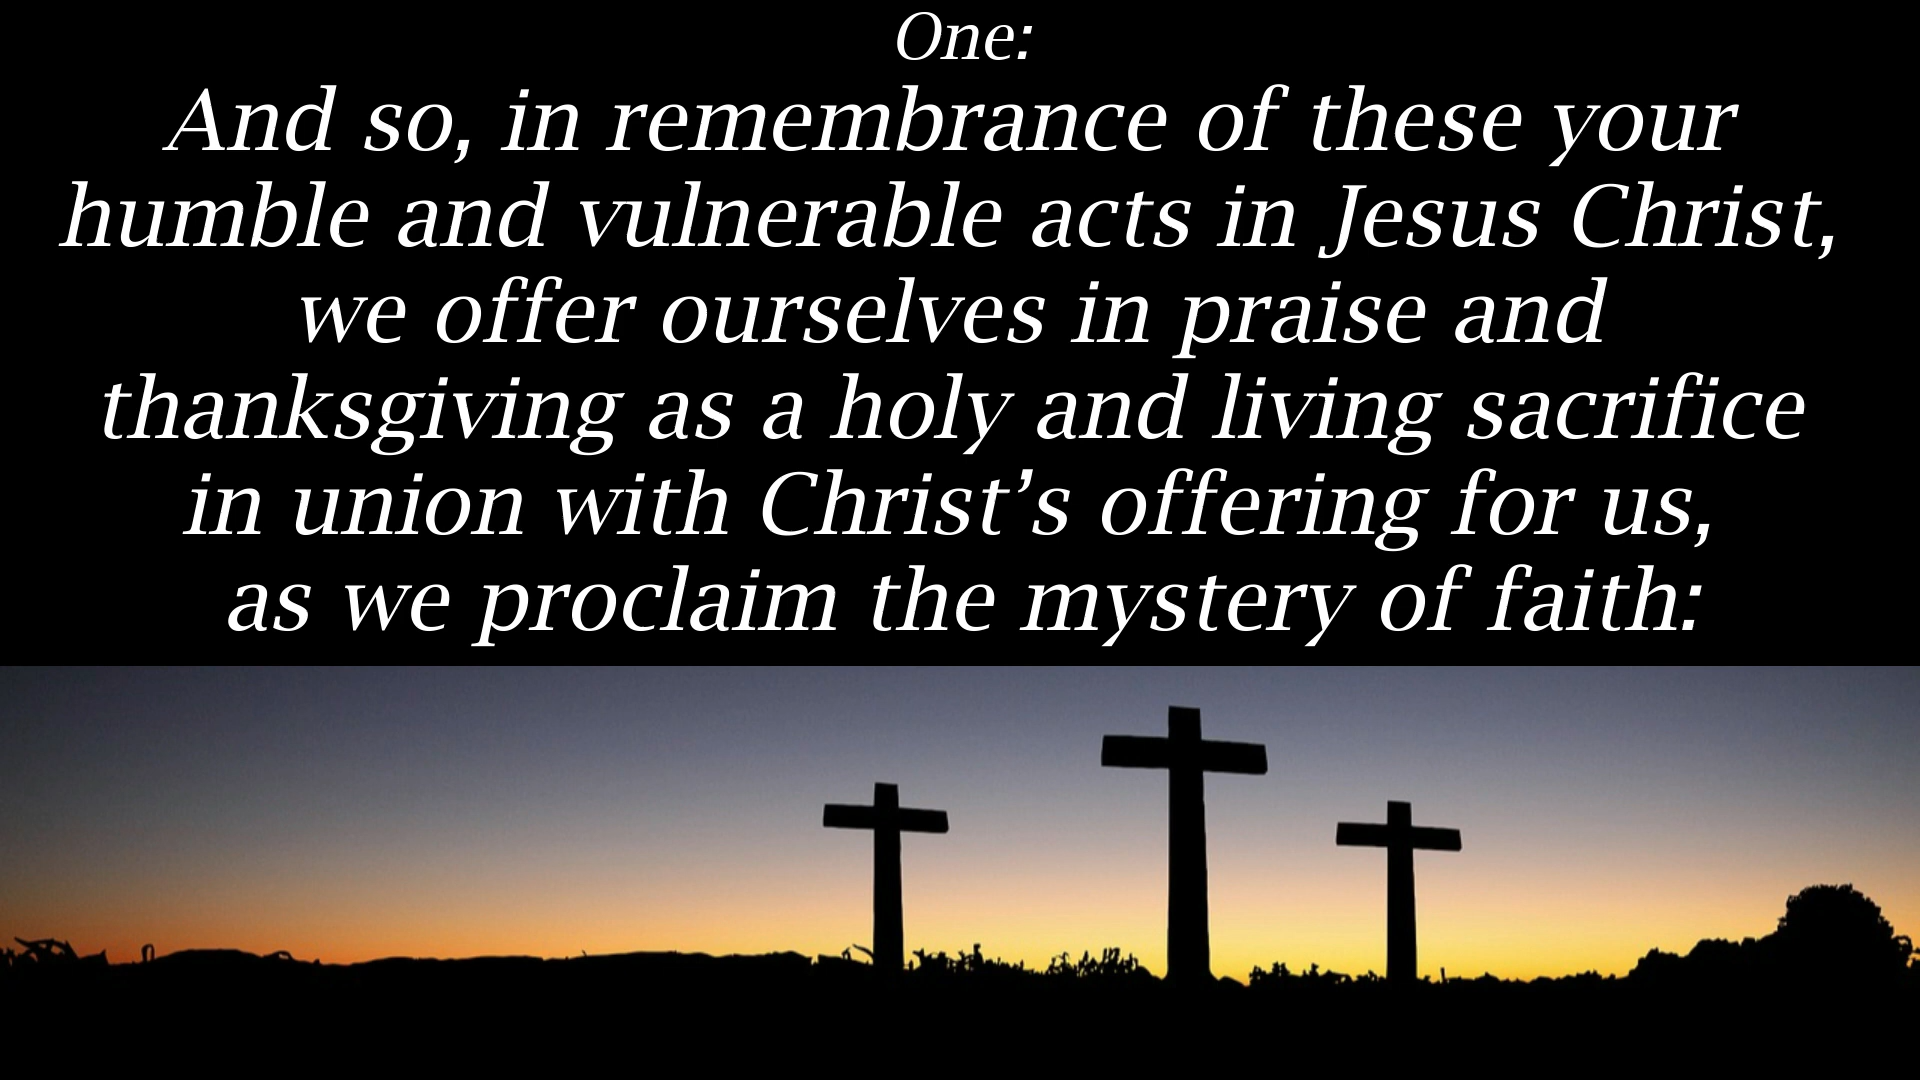 One:
And so, in remembrance of these your
humble and vulnerable acts in Jesus Christ,
we offer ourselves in praise and
thanksgiving as a holy and living sacrifice
in union with Christ’s offering for us,
as we proclaim the mystery of faith: